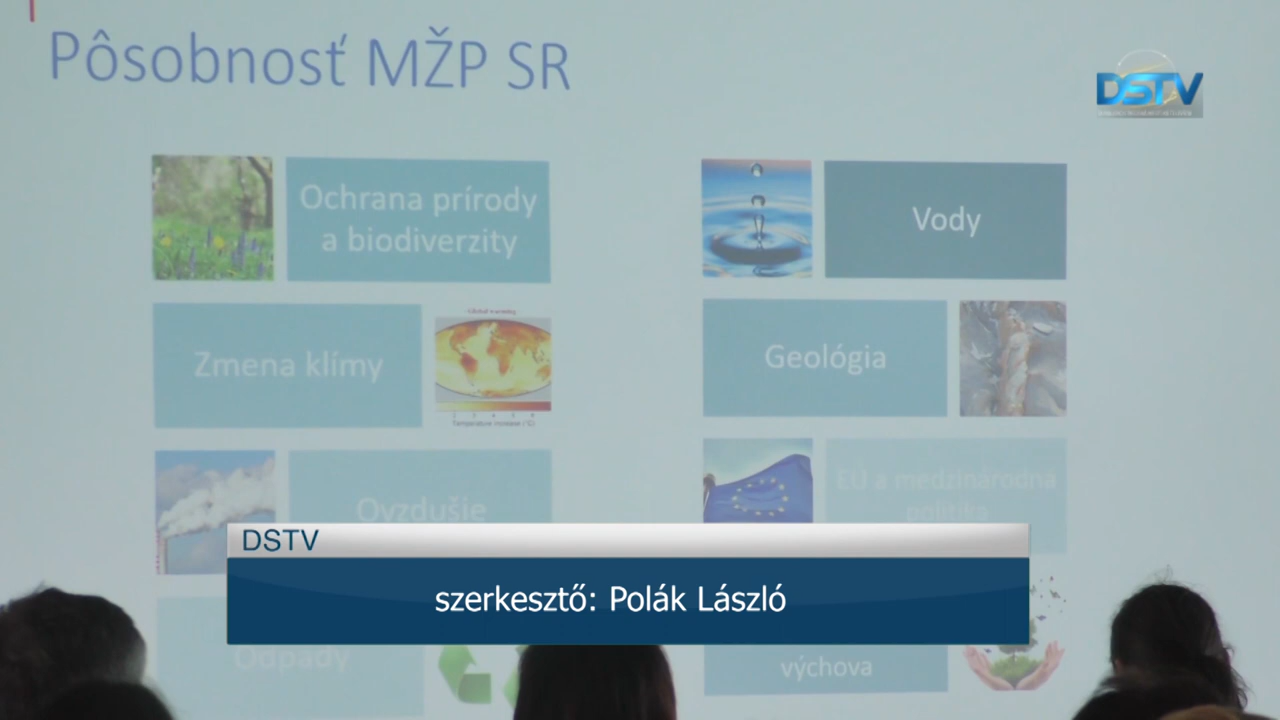 Pôsobnosť MŽP SR
DSTV
Ochrana prírody
a biodiverzity
Vody
Zmena klímy
Geológia
Ovzdušie
EÚ a medzinárodná
politika
DSTV
szerkesztő: Polák László
Odpady
výchova